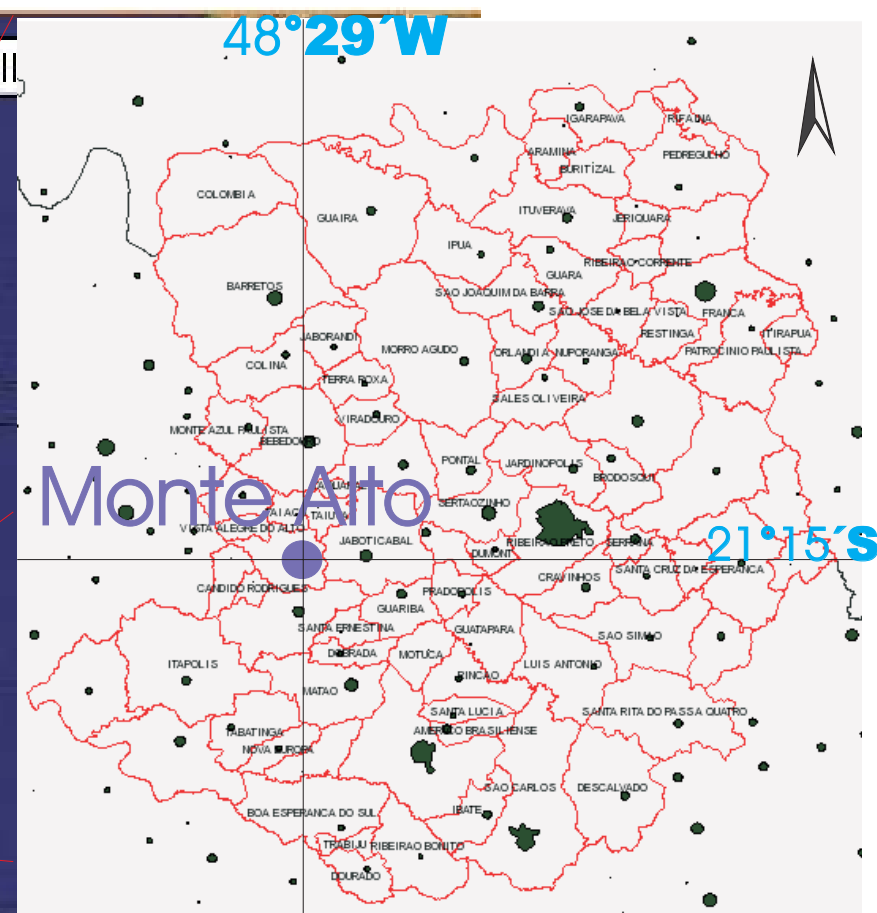 48°29´W
IGARAPAVA
RIFAINA
ARAMINA
PEDREGULHO
BURITIZAL
COLOMBIA
ITUVERAVA
JERIQUARA
GUAIRA
IPUA
RIBEIRAO CORRENTE
GUARA
BARRETOS
SAO JOAQUIM DA BARRA
SAO JOSE DA BELA VISTA
FRANCA
JABORANDI
RESTINGA
ITIRAPUA
MORRO AGUDO
ORLANDIA
NUPORANGA
PATROCINIO PAULISTA
COLINA
TERRA ROXA
SALES OLIVEIRA
VIRADOURO
MONTE AZUL PAULISTA
BEBEDOURO
PONTAL
JARDINOPOLIS
BRODOSQUI
Monte Alto
SERTAOZINHO
TAIACU
TAIUVA
VISTA ALEGRE DO ALTO
JABOTICABAL
RIBEIRAO PRETO
SERRANA
21°15´S
DUMONT
SANTA CRUZ DA ESPERANCA
CRAVINHOS
CANDIDO RODRIGUES
PRADOPOLIS
GUARIBA
SANTA ERNESTINA
GUATAPARA
SAO SIMAO
DOBRADA
MOTUCA
ITAPOLIS
LUIS ANTONIO
RINCAO
MATAO
SANTA LUCIA
SANTA RITA DO PASSA QUATRO
TABATINGA
AMERICO BRASILIENSE
NOVA EUROPA
SAO CARLOS
DESCALVADO
BOA ESPERANCA DO SUL
IBATE
TRABIJU
RIBEIRAO BONITO
DOURADO